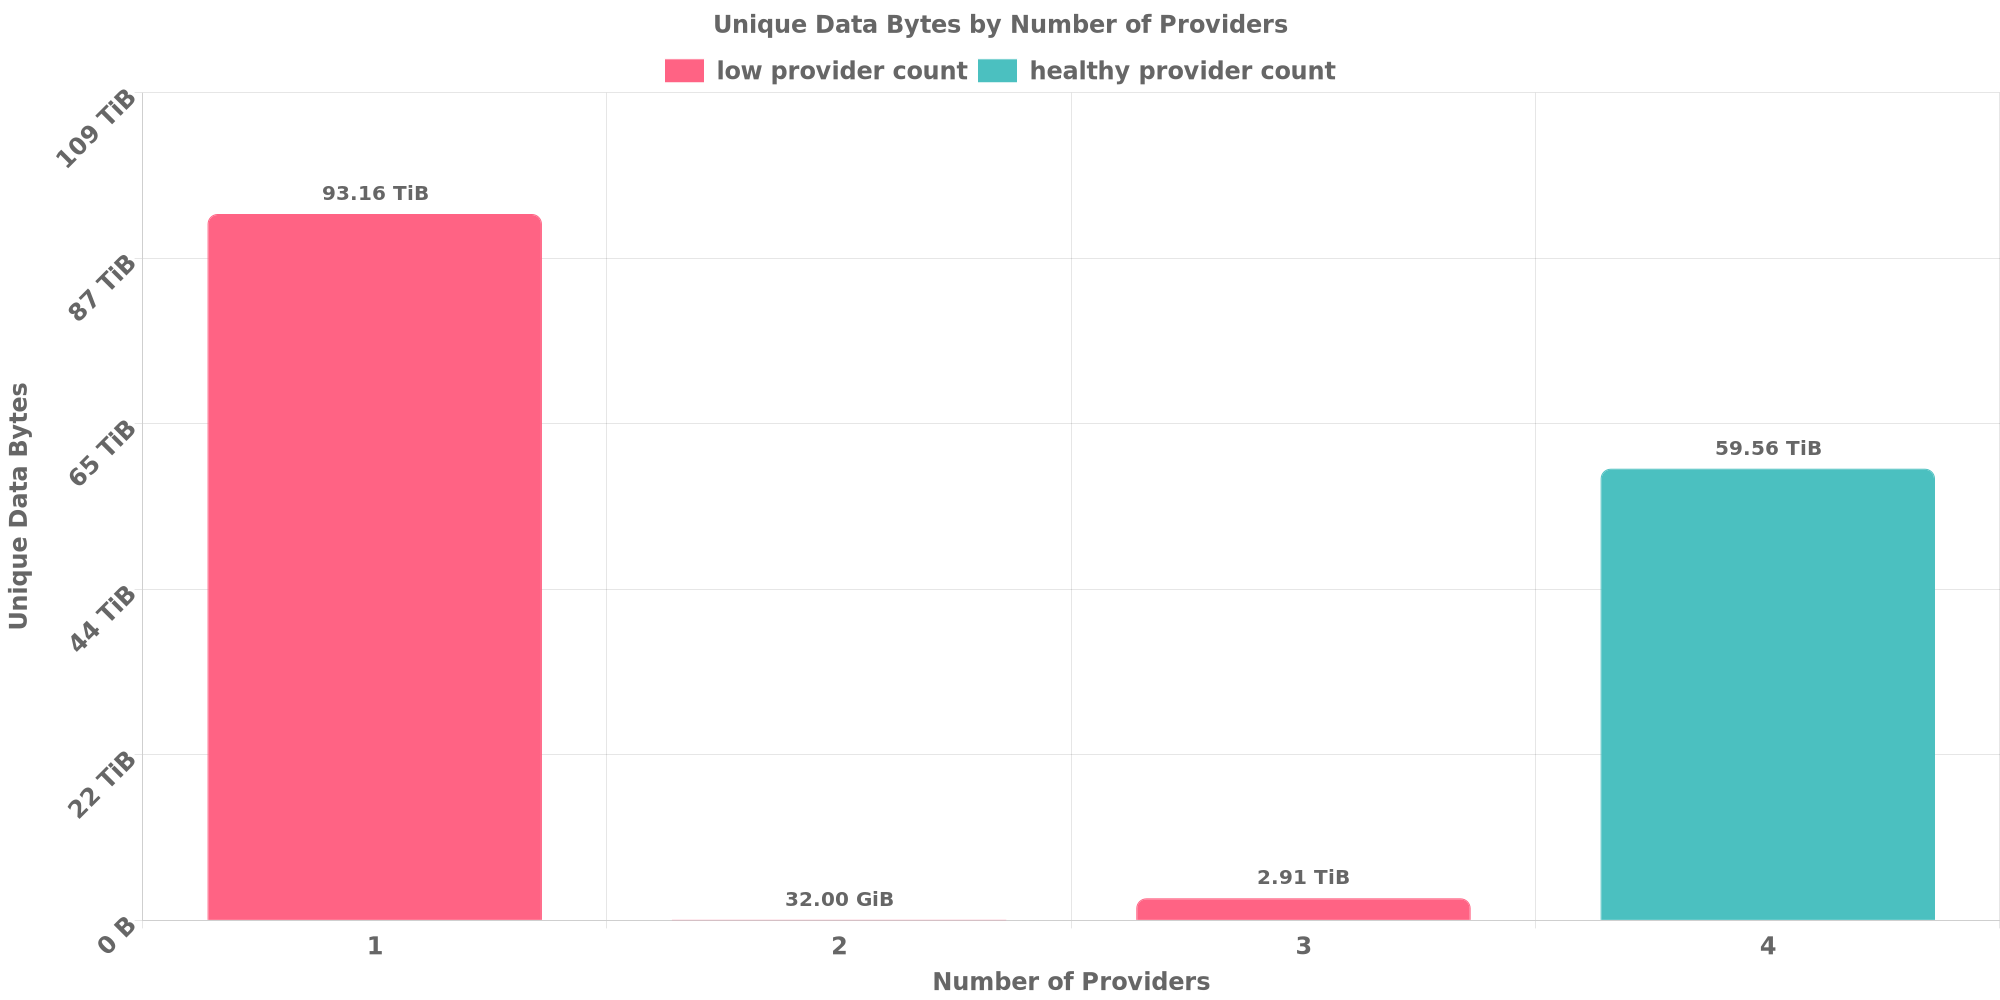 Unique Data Bytes by Number of Providers
low provider count healthy provider count
109 TiB
87 TiB
65 TiB
44 TiB
22 TiB
0 B
Unique Data Bytes
93.16 TiB
32.00 GiB
2.91 TiB
59.56 TiB
1 2 3 4
Number of Providers